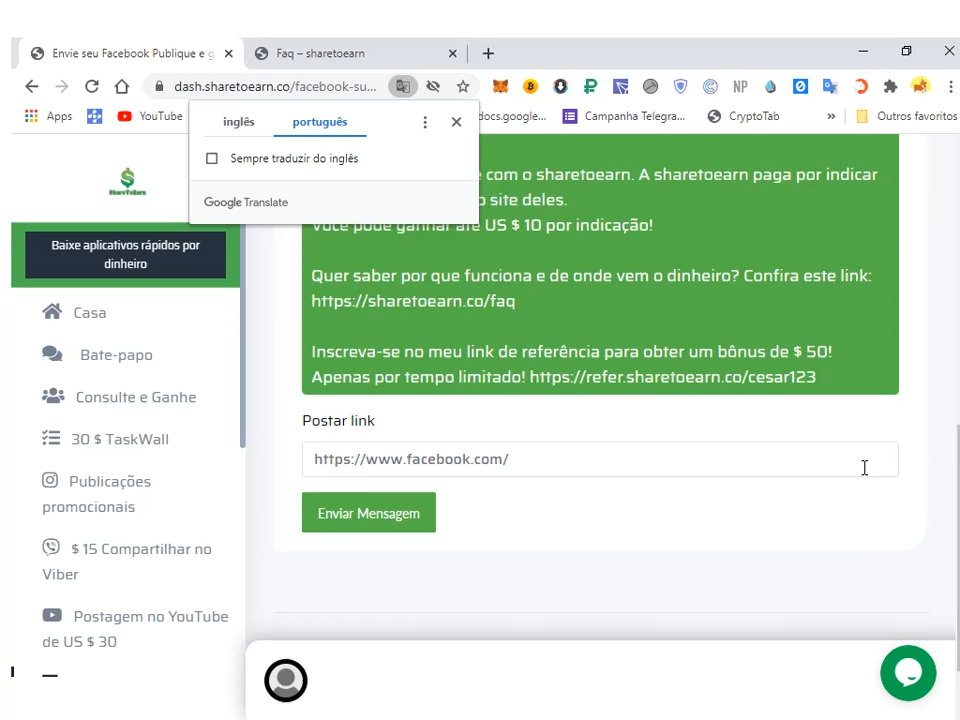 Envie seu Facebook Publique e g
Faq – sharetoearn
dash.sharetoearn.co/facebook-su...
NP
Apps
YouTube
docs.google...
Campanha Telegra...
CryptoTab
»
Outros favoritos
inglês
português
Sempre traduzir do inglês
Google Translate
ShareToEarn
Baixe aplicativos rápidos por
dinheiro
Casa
Bate-papo
Consulte e Ganhe
30 $ TaskWall
Publicações
promocionais
$ 15 Compartilhar no
Viber
Postagem no YouTube
de US $ 30
com o sharetoearn. A sharetoearn paga por indicar
site deles.
Você pode ganhar até US $ 10 por indicação!
Quer saber por que funciona e de onde vem o dinheiro? Confira este link:
https://sharetoearn.co/faq
Inscreva-se no meu link de referência para obter um bônus de $ 50!
Apenas por tempo limitado! https://refer.sharetoearn.co/cesar123
Postar link
https://www.facebook.com/
Enviar Mensagem